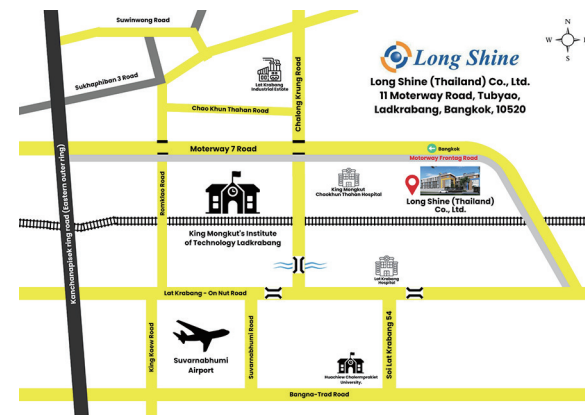 Suwinwong Road
Sukhaphiban 3 Road
Kanchanapisek ring road (Eastern outer ring)
Lat Krabang
Industrial Estate
Chao Khun Thahan Road
Chalong Krung Road
Long Shine
Long Shine (Thailand) Co., Ltd.
11 Moterway Road, Tubyao,
Ladkrabang, Bangkok, 10520
N
W
S
Moterway 7 Road
Bangkok
Motorway Frontag Road
Romklao Road
King Mongkut's Institute
of Technology Ladkrabang
King Mongkut
Chaokhun Thahan Hospital
Long Shine (Thailand)
Co., Ltd.
Lat Krabang
Hospital
Lat Krabang - On Nut Road
King Kaew Road
Suvarnabhumi
Airport
Suvarnabhumi Road
Huachiew Chalermprakiet
University.
Soi Lat Krabang 54
Bangna-Trad Road